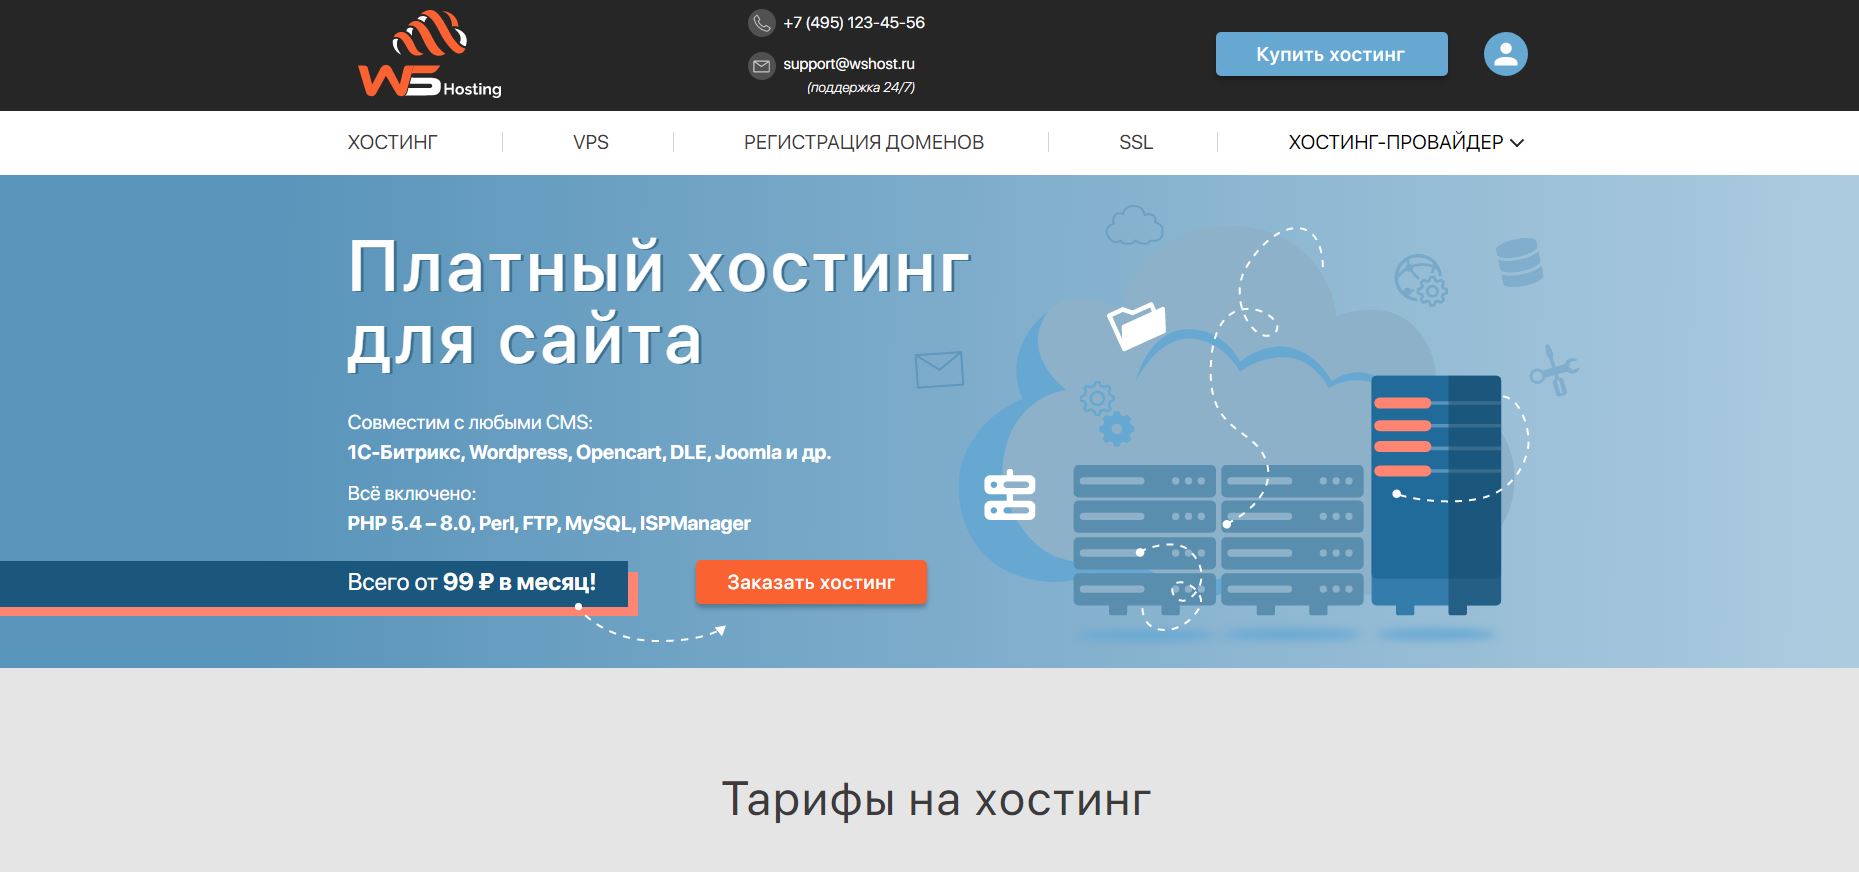 WS Hosting
+7 (495) 123-45-56
support@wshost.ru
(поддержка 24/7)
Купить хостинг
ХОСТИНГ
VPS
РЕГИСТРАЦИЯ ДОМЕНОВ
SSL
ХОСТИНГ-ПРОВАЙДЕР
Платный хостинг
для сайта
Совместим с любыми CMS:
1С-Битрикс, Wordpress, Opencart, DLE, Joomla и др.
Всё включено:
PHP 5.4 – 8.0, Perl, FTP, MySQL, ISPManager
Всего от 99 ₽ в месяц!
Заказать хостинг
Тарифы на хостинг